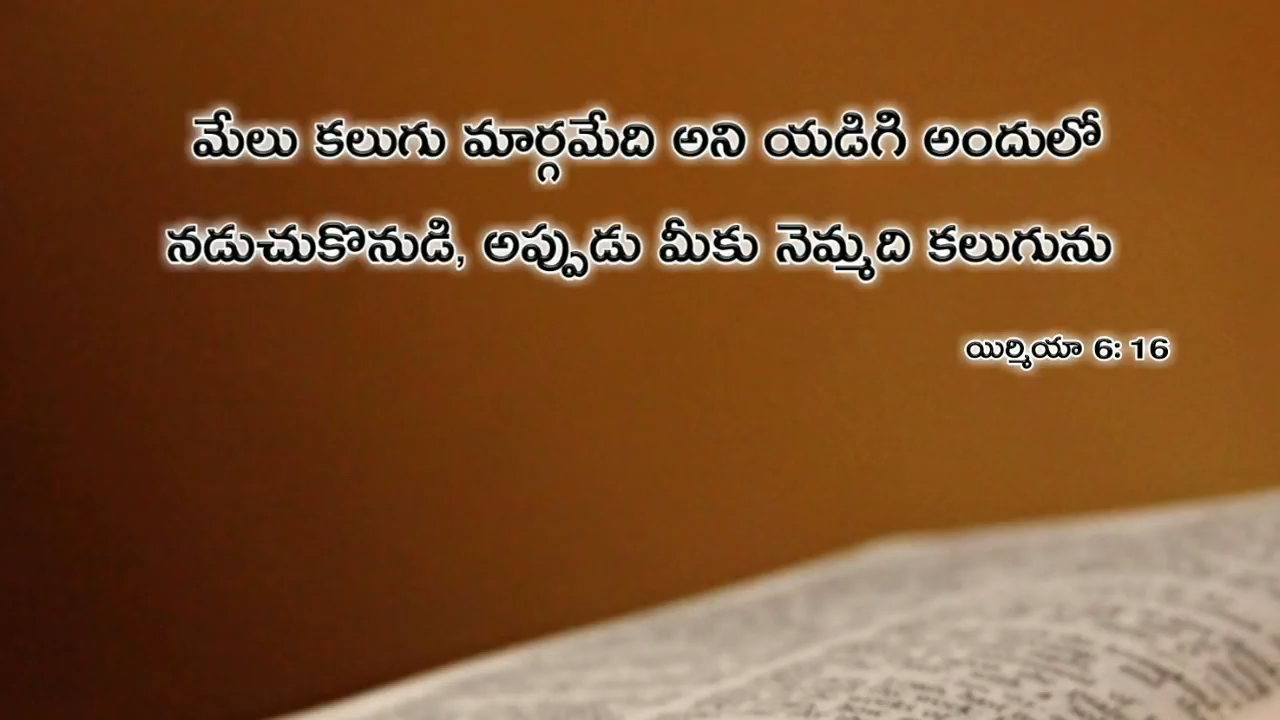 మేలు కలుగు మార్గమేది అని యడిగి అందులో
నడుచుకొనుడి, అప్పుడు మీకు నెమ్మది కలుగును
యిర్మియా 6: 16